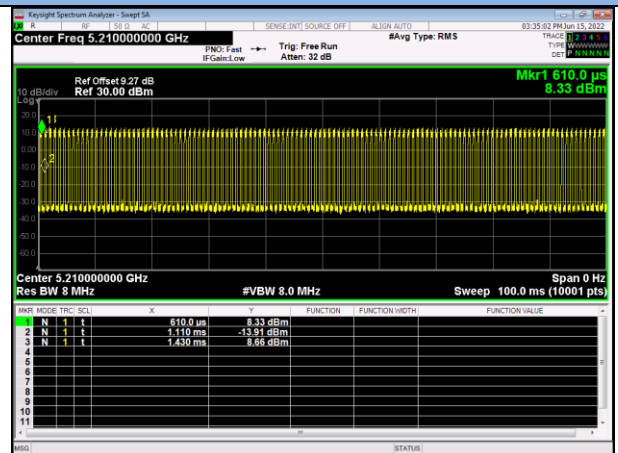 Keysight Spectrum Analyzer - Swept SA
R RF 50 Ω AC SENSE:INT SOURCE OFF ALIGN AUTO 03:35:02 PM Jun 15, 2022
Center Freq 5.210000000 GHz #Avg Type: RMS TRACE 1 2 3 4 5 6
PNO: Fast Trig: Free Run TYPE WWWWWW
IFGain:Low Atten: 32 dB DET P N N N N N
Mkr1 610.0 µs
Ref Offset 9.27 dB
10 dB/div Ref 30.00 dBm 8.33 dBm
Log
20.0
1
10.0
0.00
2
-10.0
-20.0
-30.0
-40.0
-50.0
-60.0
Center 5.210000000 GHz Span 0 Hz
Res BW 8 MHz #VBW 8.0 MHz Sweep 100.0 ms (10001 pts)
MKR MODE TRC SCL X Y FUNCTION FUNCTION WIDTH FUNCTION VALUE
1 N 1 t 610.0 µs 8.33 dBm
2 N 1 t 1.110 ms -13.91 dBm
3 N 1 t 1.430 ms 8.66 dBm
4
5
6
7
8
9
10
11
MSG STATUS